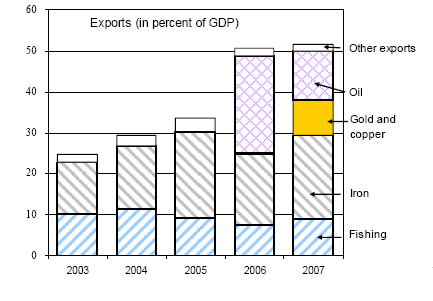 Exports (in percent of GDP)
60
50
40
30
20
10
0
Other exports
Oil
Gold and
copper
Iron
Fishing
2003 2004 2005 2006 2007